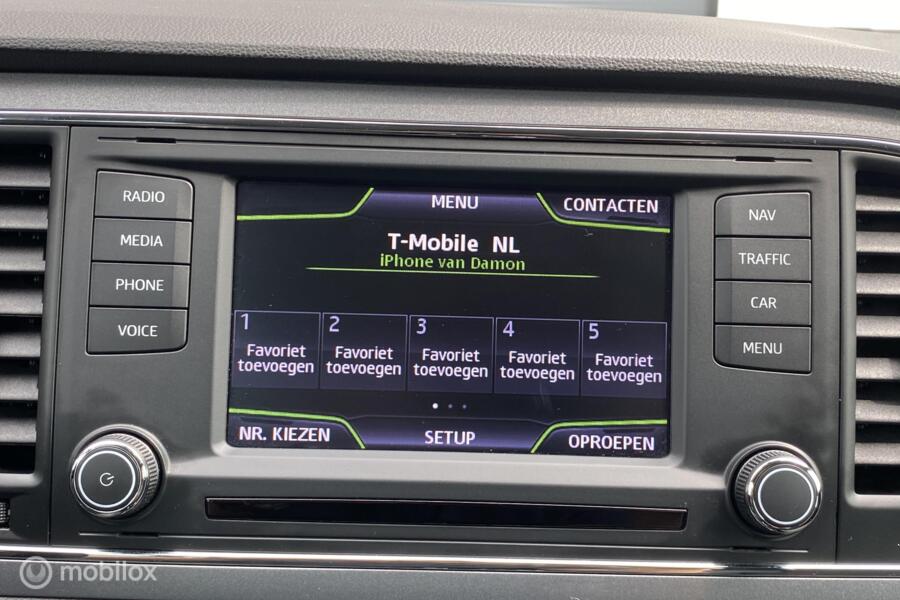 RADIO
MEDIA
PHONE
VOICE
MENU
CONTACTEN
T-Mobile NL
iPhone van Damon
1
Favoriet
toevoegen
2
Favoriet
toevoegen
3
Favoriet
toevoegen
4
Favoriet
toevoegen
5
Favoriet
toevoegen
NR. KIEZEN
SETUP
OPROEPEN
NAV
TRAFFIC
CAR
MENU
mobilox